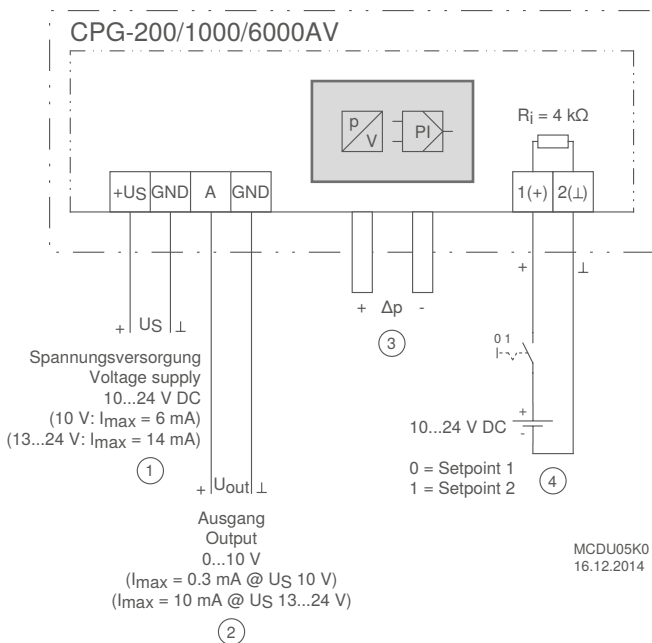 CPG-200/1000/6000AV
p
V
PI
Ri = 4 kΩ
+US GND A GND
1(+) 2(⊥)
+ ⊥
+ US ⊥
+ Δp -
3
Spannungsversorgung
Voltage supply
10...24 V DC
(10 V: Imax = 6 mA)
(13...24 V: Imax = 14 mA)
1
0 1
+
10...24 V DC
-
0 = Setpoint 1
1 = Setpoint 2
4
+ Uout ⊥
Ausgang
Output
0...10 V
(Imax = 0.3 mA @ US 10 V)
(Imax = 10 mA @ US 13...24 V)
2
MCDU05K0
16.12.2014